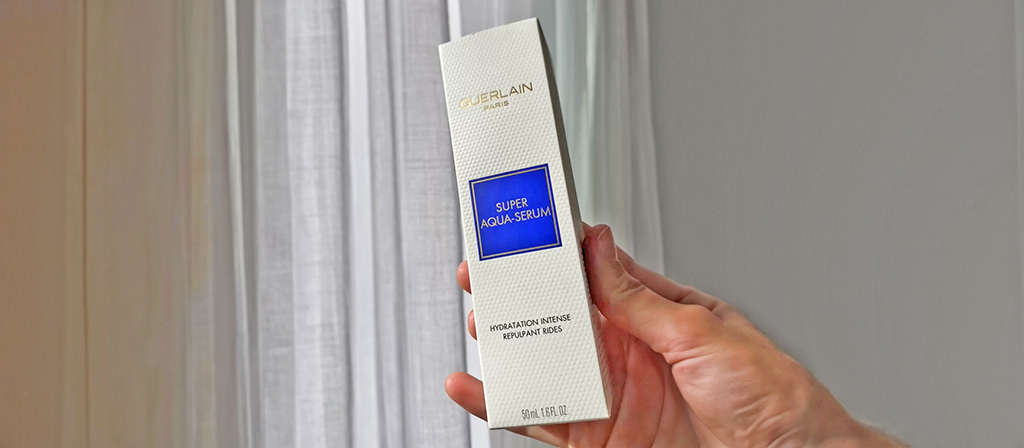 GUERLAIN
PARIS
SUPER
AQUA-SERUM
HYDRATATION INTENSE
REPULPANT RIDES
50 mL 1.6 FL. OZ.